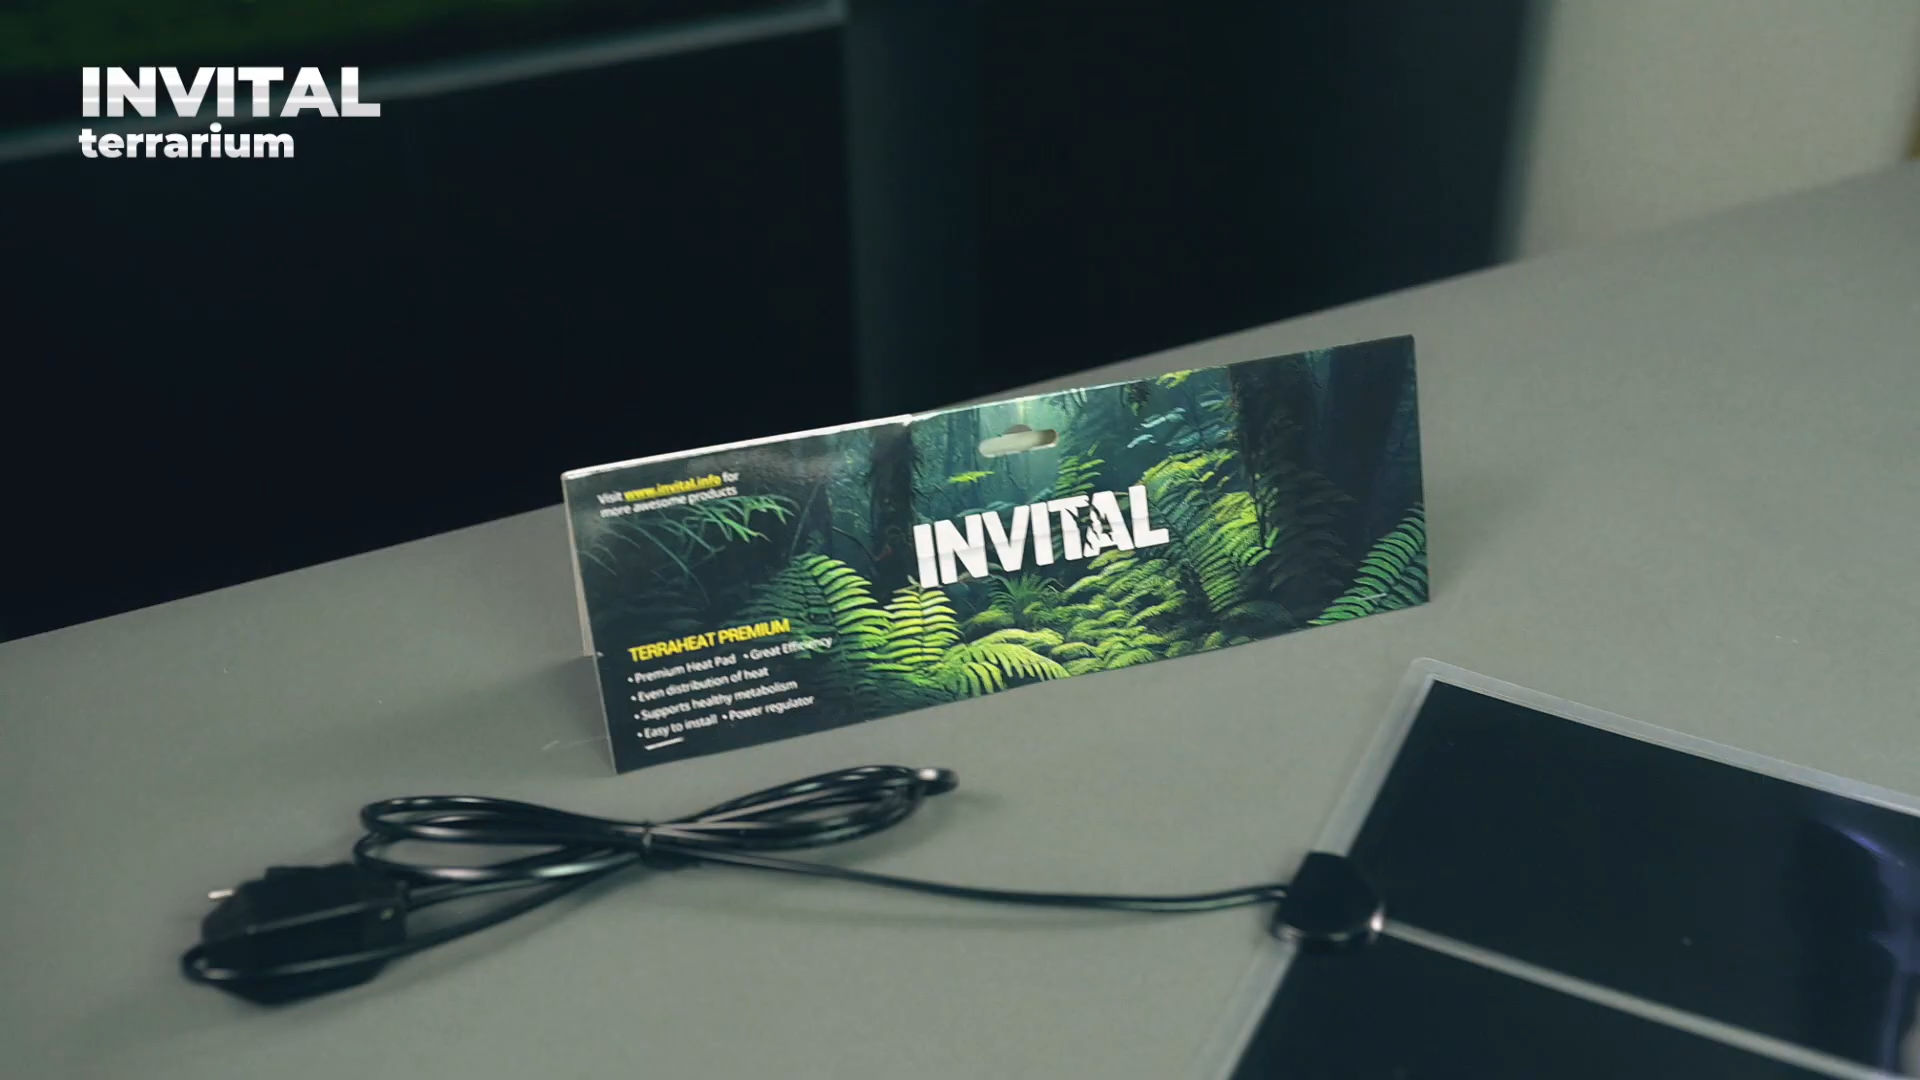 INVITAL
terrarium
Visit www.invital.info for
more awesome products
INVITAL
TERRAHEAT PREMIUM
• Premium Heat Pad • Great Efficiency
• Even distribution of heat
• Supports healthy metabolism
• Easy to install • Power regulator